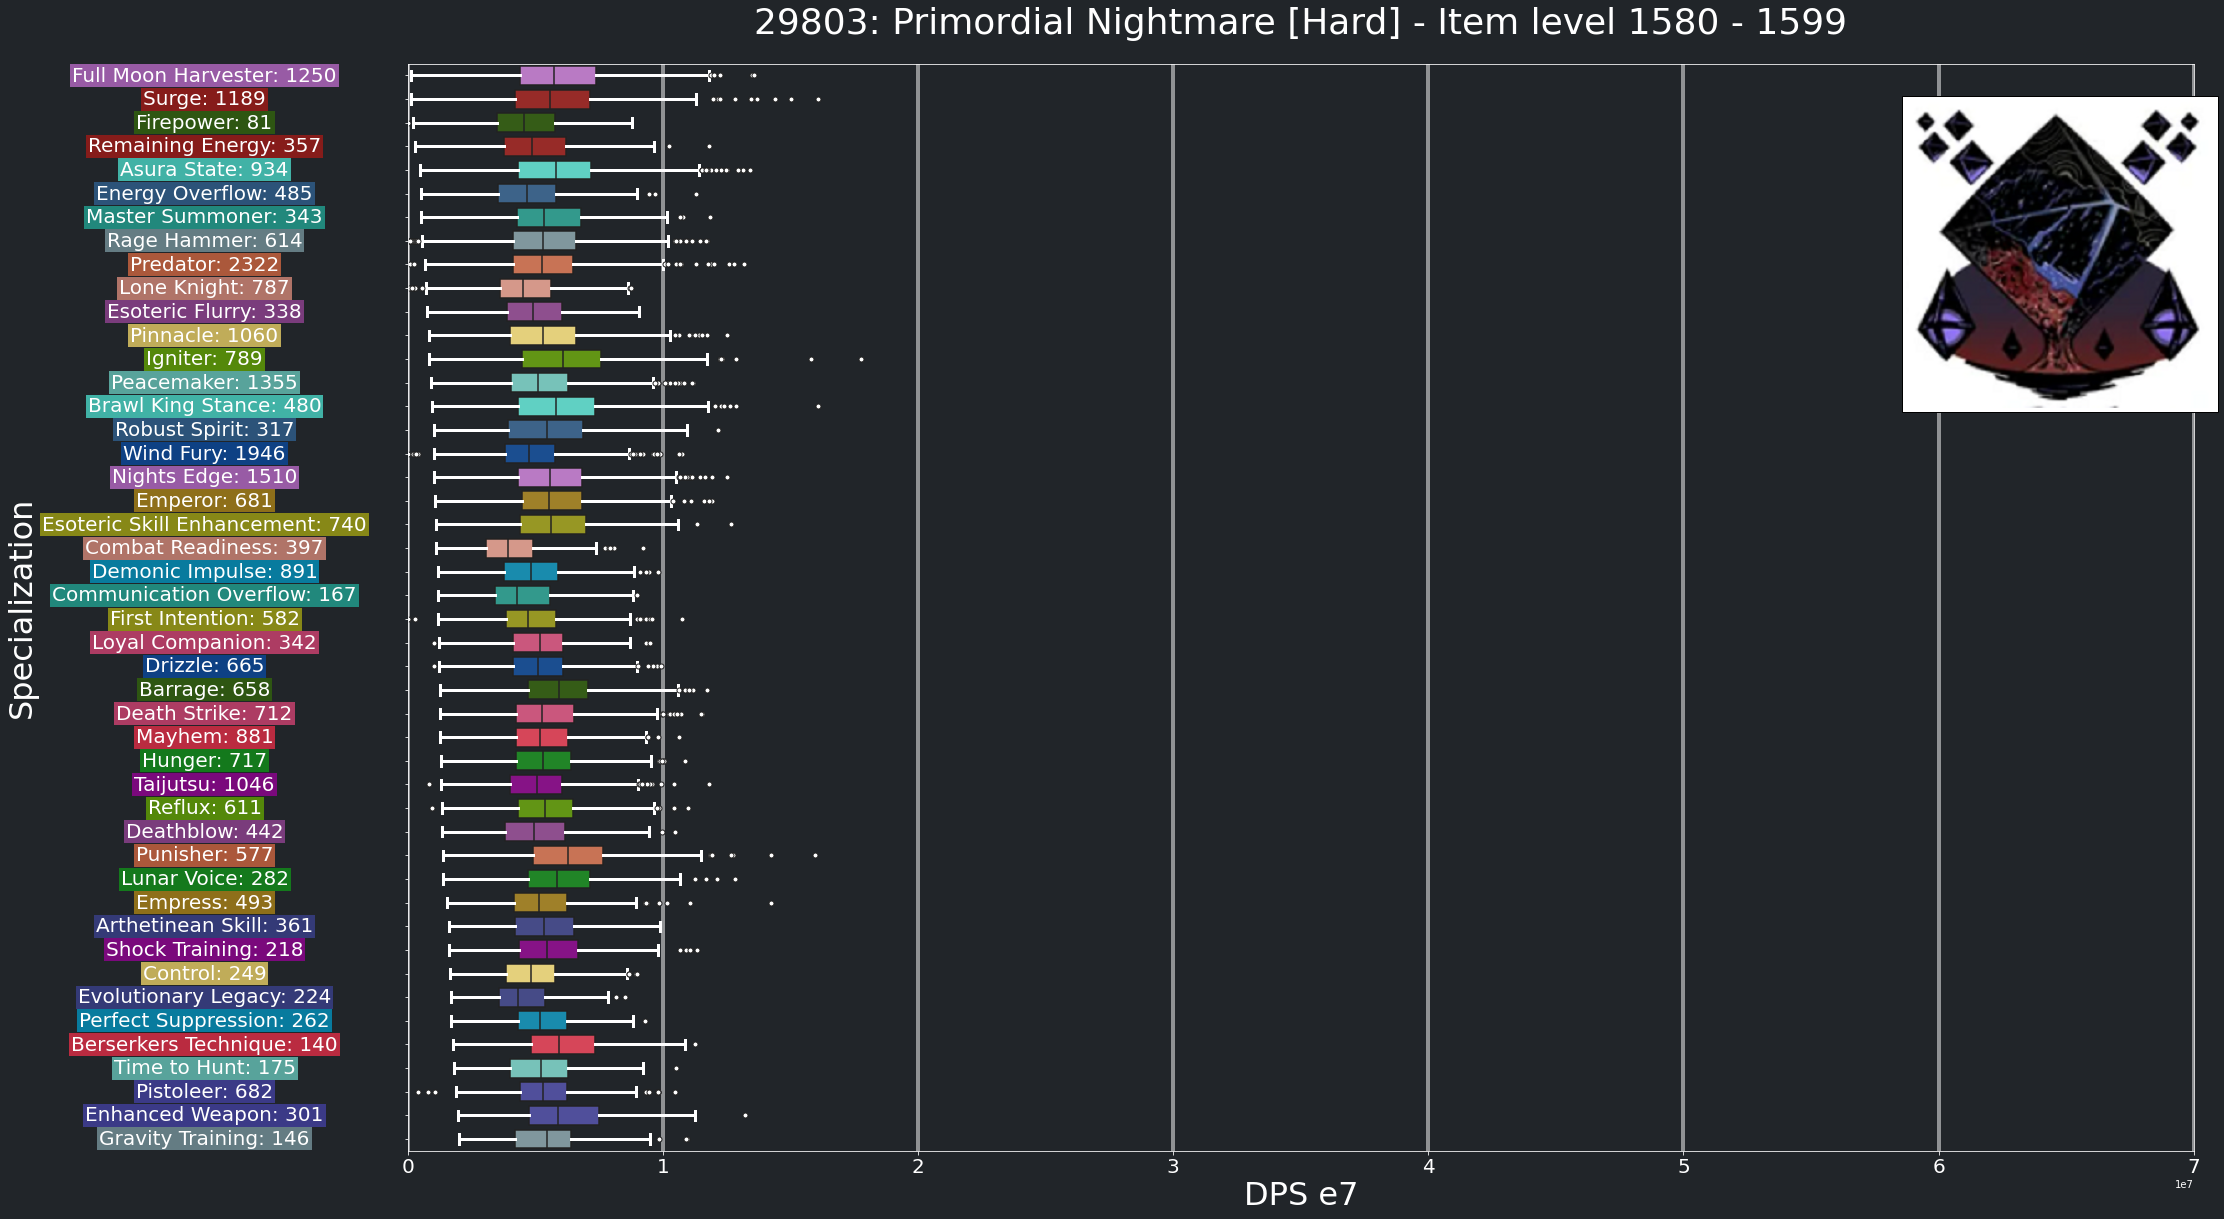 29803: Primordial Nightmare [Hard] - Item level 1580 - 1599
Specialization
Full Moon Harvester: 1250
Surge: 1189
Firepower: 81
Remaining Energy: 357
Asura State: 934
Energy Overflow: 485
Master Summoner: 343
Rage Hammer: 614
Predator: 2322
Lone Knight: 787
Esoteric Flurry: 338
Pinnacle: 1060
Igniter: 789
Peacemaker: 1355
Brawl King Stance: 480
Robust Spirit: 317
Wind Fury: 1946
Nights Edge: 1510
Emperor: 681
Esoteric Skill Enhancement: 740
Combat Readiness: 397
Demonic Impulse: 891
Communication Overflow: 167
First Intention: 582
Loyal Companion: 342
Drizzle: 665
Barrage: 658
Death Strike: 712
Mayhem: 881
Hunger: 717
Taijutsu: 1046
Reflux: 611
Deathblow: 442
Punisher: 577
Lunar Voice: 282
Empress: 493
Arthetinean Skill: 361
Shock Training: 218
Control: 249
Evolutionary Legacy: 224
Perfect Suppression: 262
Berserkers Technique: 140
Time to Hunt: 175
Pistoleer: 682
Enhanced Weapon: 301
Gravity Training: 146
0 1 2 3 4 5 6 7
1e7
DPS e7